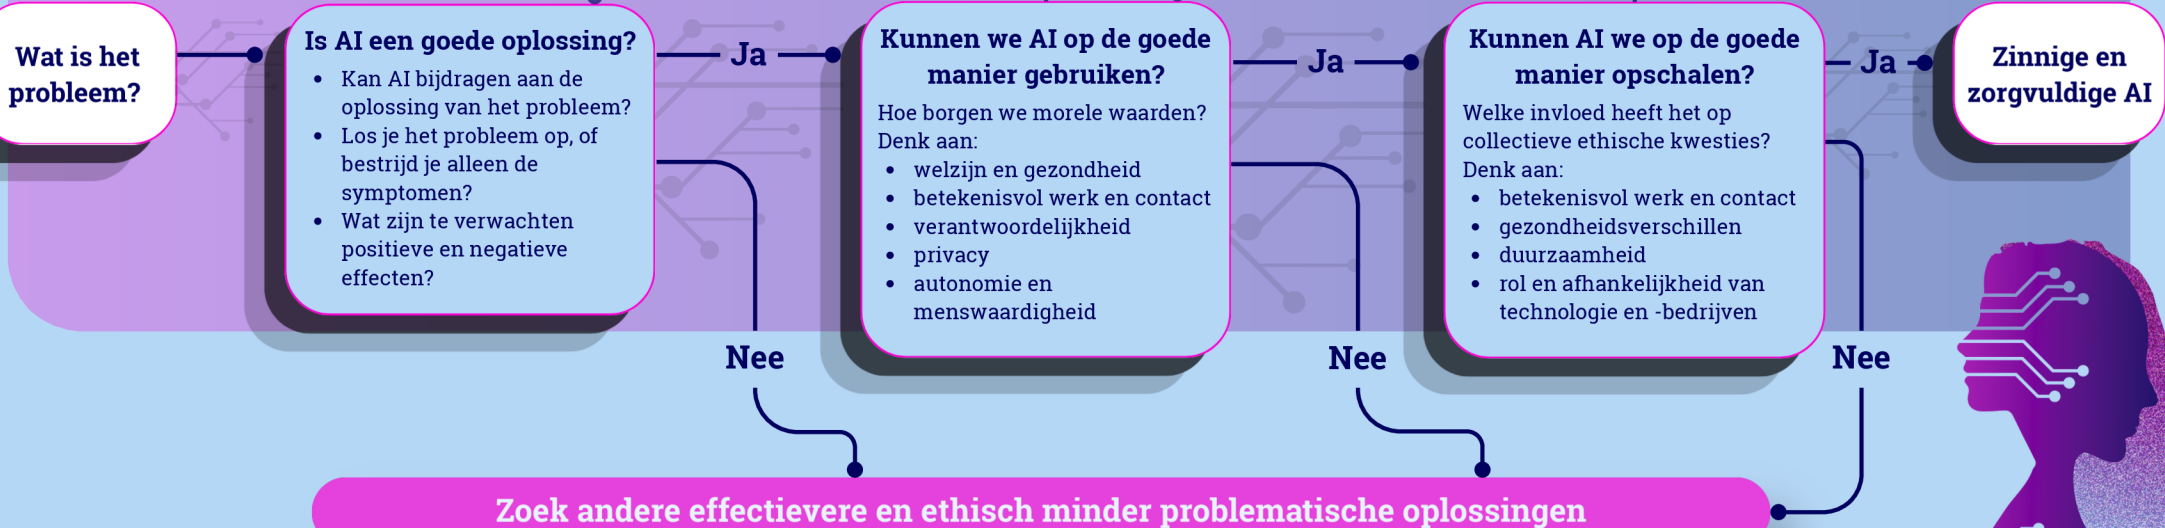 Wat is het
probleem?
Is AI een goede oplossing?
• Kan AI bijdragen aan de
oplossing van het probleem?
• Los je het probleem op, of
bestrijd je alleen de
symptomen?
• Wat zijn te verwachten
positieve en negatieve
effecten?
Ja
Nee
Kunnen we AI op de goede
manier gebruiken?
Hoe borgen we morele waarden?
Denk aan:
• welzijn en gezondheid
• betekenisvol werk en contact
• verantwoordelijkheid
• privacy
• autonomie en
menswaardigheid
Ja
Nee
Kunnen AI we op de goede
manier opschalen?
Welke invloed heeft het op
collectieve ethische kwesties?
Denk aan:
• betekenisvol werk en contact
• gezondheidsverschillen
• duurzaamheid
• rol en afhankelijkheid van
technologie en -bedrijven
Ja
Nee
Zinnige en
zorgvuldige AI
Zoek andere effectievere en ethisch minder problematische oplossingen